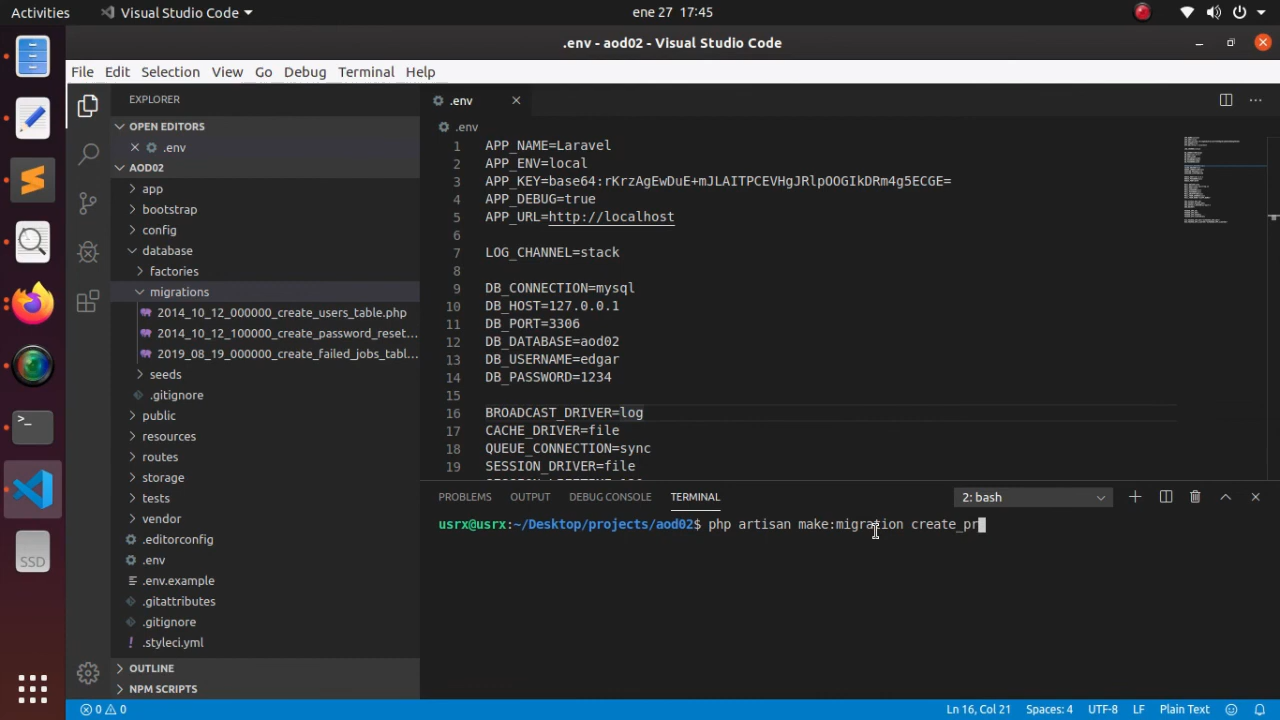 Activities
Visual Studio Code
ene 27 17:45
.env - aod02 - Visual Studio Code
File Edit Selection View Go Debug Terminal Help
EXPLORER
OPEN EDITORS
.env
AOD02
app
bootstrap
config
database
factories
migrations
2014_10_12_000000_create_users_table.php
2014_10_12_100000_create_password_reset...
2019_08_19_000000_create_failed_jobs_tabl...
seeds
.gitignore
public
resources
routes
storage
tests
vendor
.editorconfig
.env
.env.example
.gitattributes
.gitignore
.styleci.yml
OUTLINE
NPM SCRIPTS
SSD
.env
.env
1 APP_NAME=Laravel
2 APP_ENV=local
3 APP_KEY=base64:rKrzAgEwDuE+mJLAITPCEVHgJRlpOOGIkDRm4g5ECGE=
4 APP_DEBUG=true
5 APP_URL=http://localhost
6
7 LOG_CHANNEL=stack
8
9 DB_CONNECTION=mysql
10 DB_HOST=127.0.0.1
11 DB_PORT=3306
12 DB_DATABASE=aod02
13 DB_USERNAME=edgar
14 DB_PASSWORD=1234
15
16 BROADCAST_DRIVER=log
17 CACHE_DRIVER=file
18 QUEUE_CONNECTION=sync
19 SESSION_DRIVER=file
PROBLEMS OUTPUT DEBUG CONSOLE TERMINAL
2: bash
usrx@usrx:~/Desktop/projects/aod02$ php artisan make:migration create_pr
0 0
Ln 16, Col 21 Spaces: 4 UTF-8 LF Plain Text